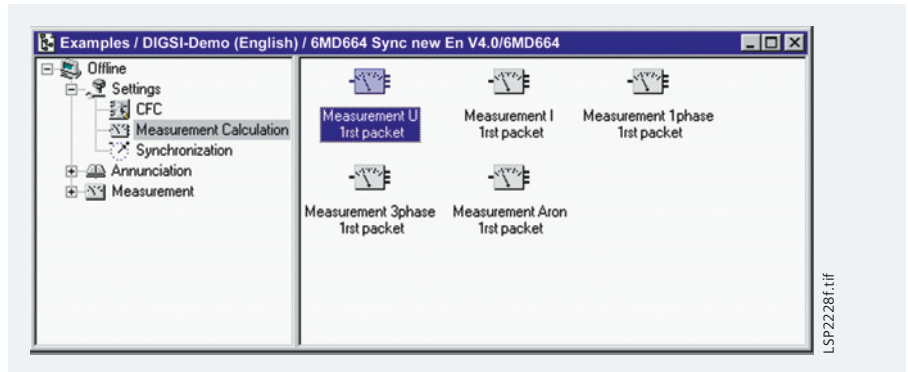 Examples / DIGSI-Demo (English) / 6MD664 Sync new En V4.0/6MD664
Offline
Settings
CFC
Measurement Calculation
Synchronization
Annunciation
Measurement
Measurement U
1rst packet
Measurement I
1rst packet
Measurement 1phase
1rst packet
Measurement 3phase
1rst packet
Measurement Aron
1rst packet
LSP2228f.tif